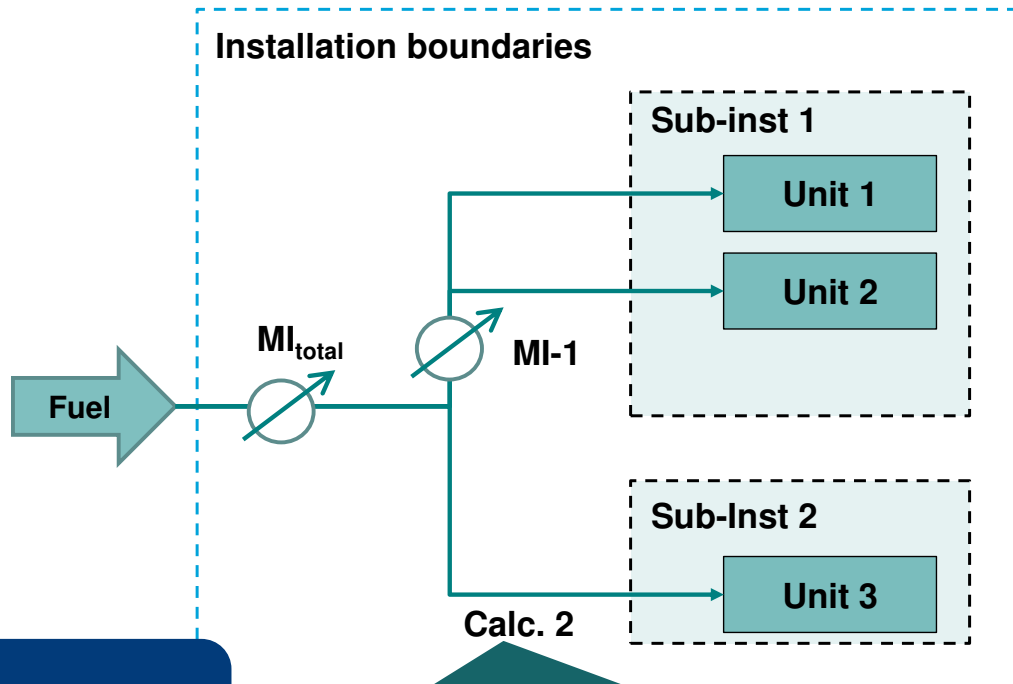 Installation boundaries
Sub-inst 1
Unit 1
Unit 2
MItotal
MI-1
Fuel
Sub-Inst 2
Unit 3
Calc. 2